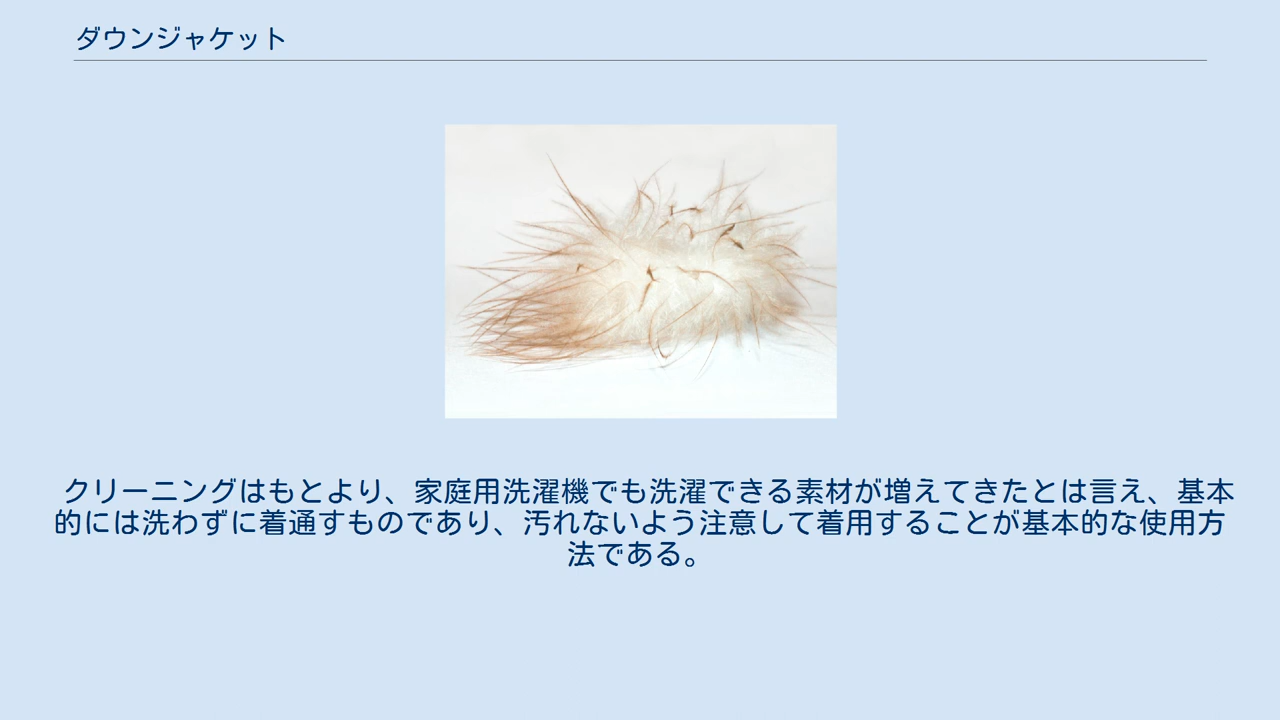 ダウンジャケット
クリーニングはもとより、家庭用洗濯機でも洗濯できる素材が増えてきたとは言え、基本
的には洗わずに着通すものであり、汚れないよう注意して着用することが基本的な使用方
法である。